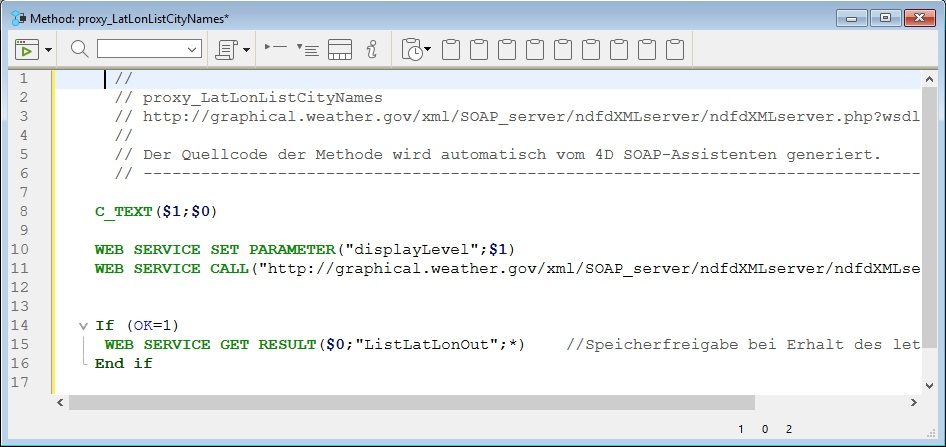 Method: proxy_LatLonListCityNames*
1 //
2 // proxy_LatLonListCityNames
3 // http://graphical.weather.gov/xml/SOAP_server/ndfdXMLserver/ndfdXMLserver.php?wsdl
4 //
5 // Der Quellcode der Methode wird automatisch vom 4D SOAP-Assistenten generiert.
6 // ----------------------------------------------------------------------------------
7
8 C_TEXT($1;$0)
9
10 WEB SERVICE SET PARAMETER("displayLevel";$1)
11 WEB SERVICE CALL("http://graphical.weather.gov/xml/SOAP_server/ndfdXMLserver/ndfdXMLse
12
13
14 If (OK=1)
15 WEB SERVICE GET RESULT($0;"ListLatLonOut";*) //Speicherfreigabe bei Erhalt des let
16 End if
17
1 0 2